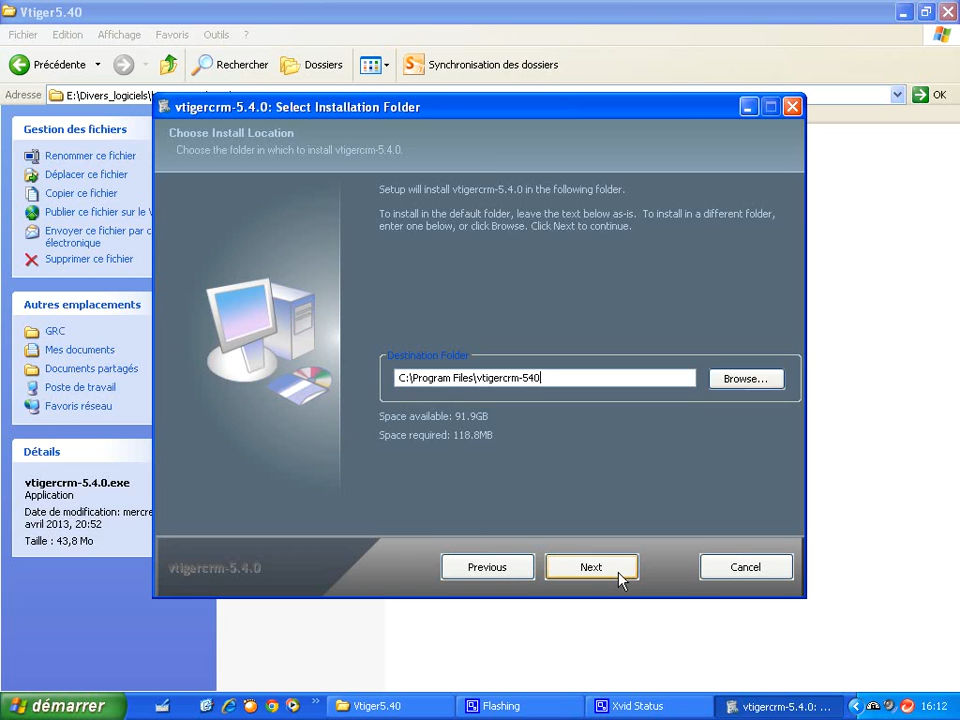 Vtiger5.40
Fichier Edition Affichage Favoris Outils ?
Précédente Rechercher Dossiers Synchronisation des dossiers
Adresse E:\Divers_logiciels\ OK
Gestion des fichiers
Renommer ce fichier
Déplacer ce fichier
Copier ce fichier
Publier ce fichier sur le
Envoyer ce fichier par
électronique
Supprimer ce fichier
Autres emplacements
GRC
Mes documents
Documents partagés
Poste de travail
Favoris réseau
Détails
vtigercrm-5.4.0.exe
Application
Date de modification: mercre
avril 2013, 20:52
Taille : 43,8 Mo
vtigercrm-5.4.0: Select Installation Folder
Choose Install Location
Choose the folder in which to install vtigercrm-5.4.0.
Setup will install vtigercrm-5.4.0 in the following folder.
To install in the default folder, leave the text below as-is. To install in a different folder,
enter one below, or click Browse. Click Next to continue.
Destination Folder
C:\Program Files\vtigercrm-540
Browse...
Space available: 91.9GB
Space required: 118.8MB
vtigercrm-5.4.0
Previous Next Cancel
démarrer Vtiger5.40 Flashing Xvid Status vtigercrm-5.4.0: ... 16:12